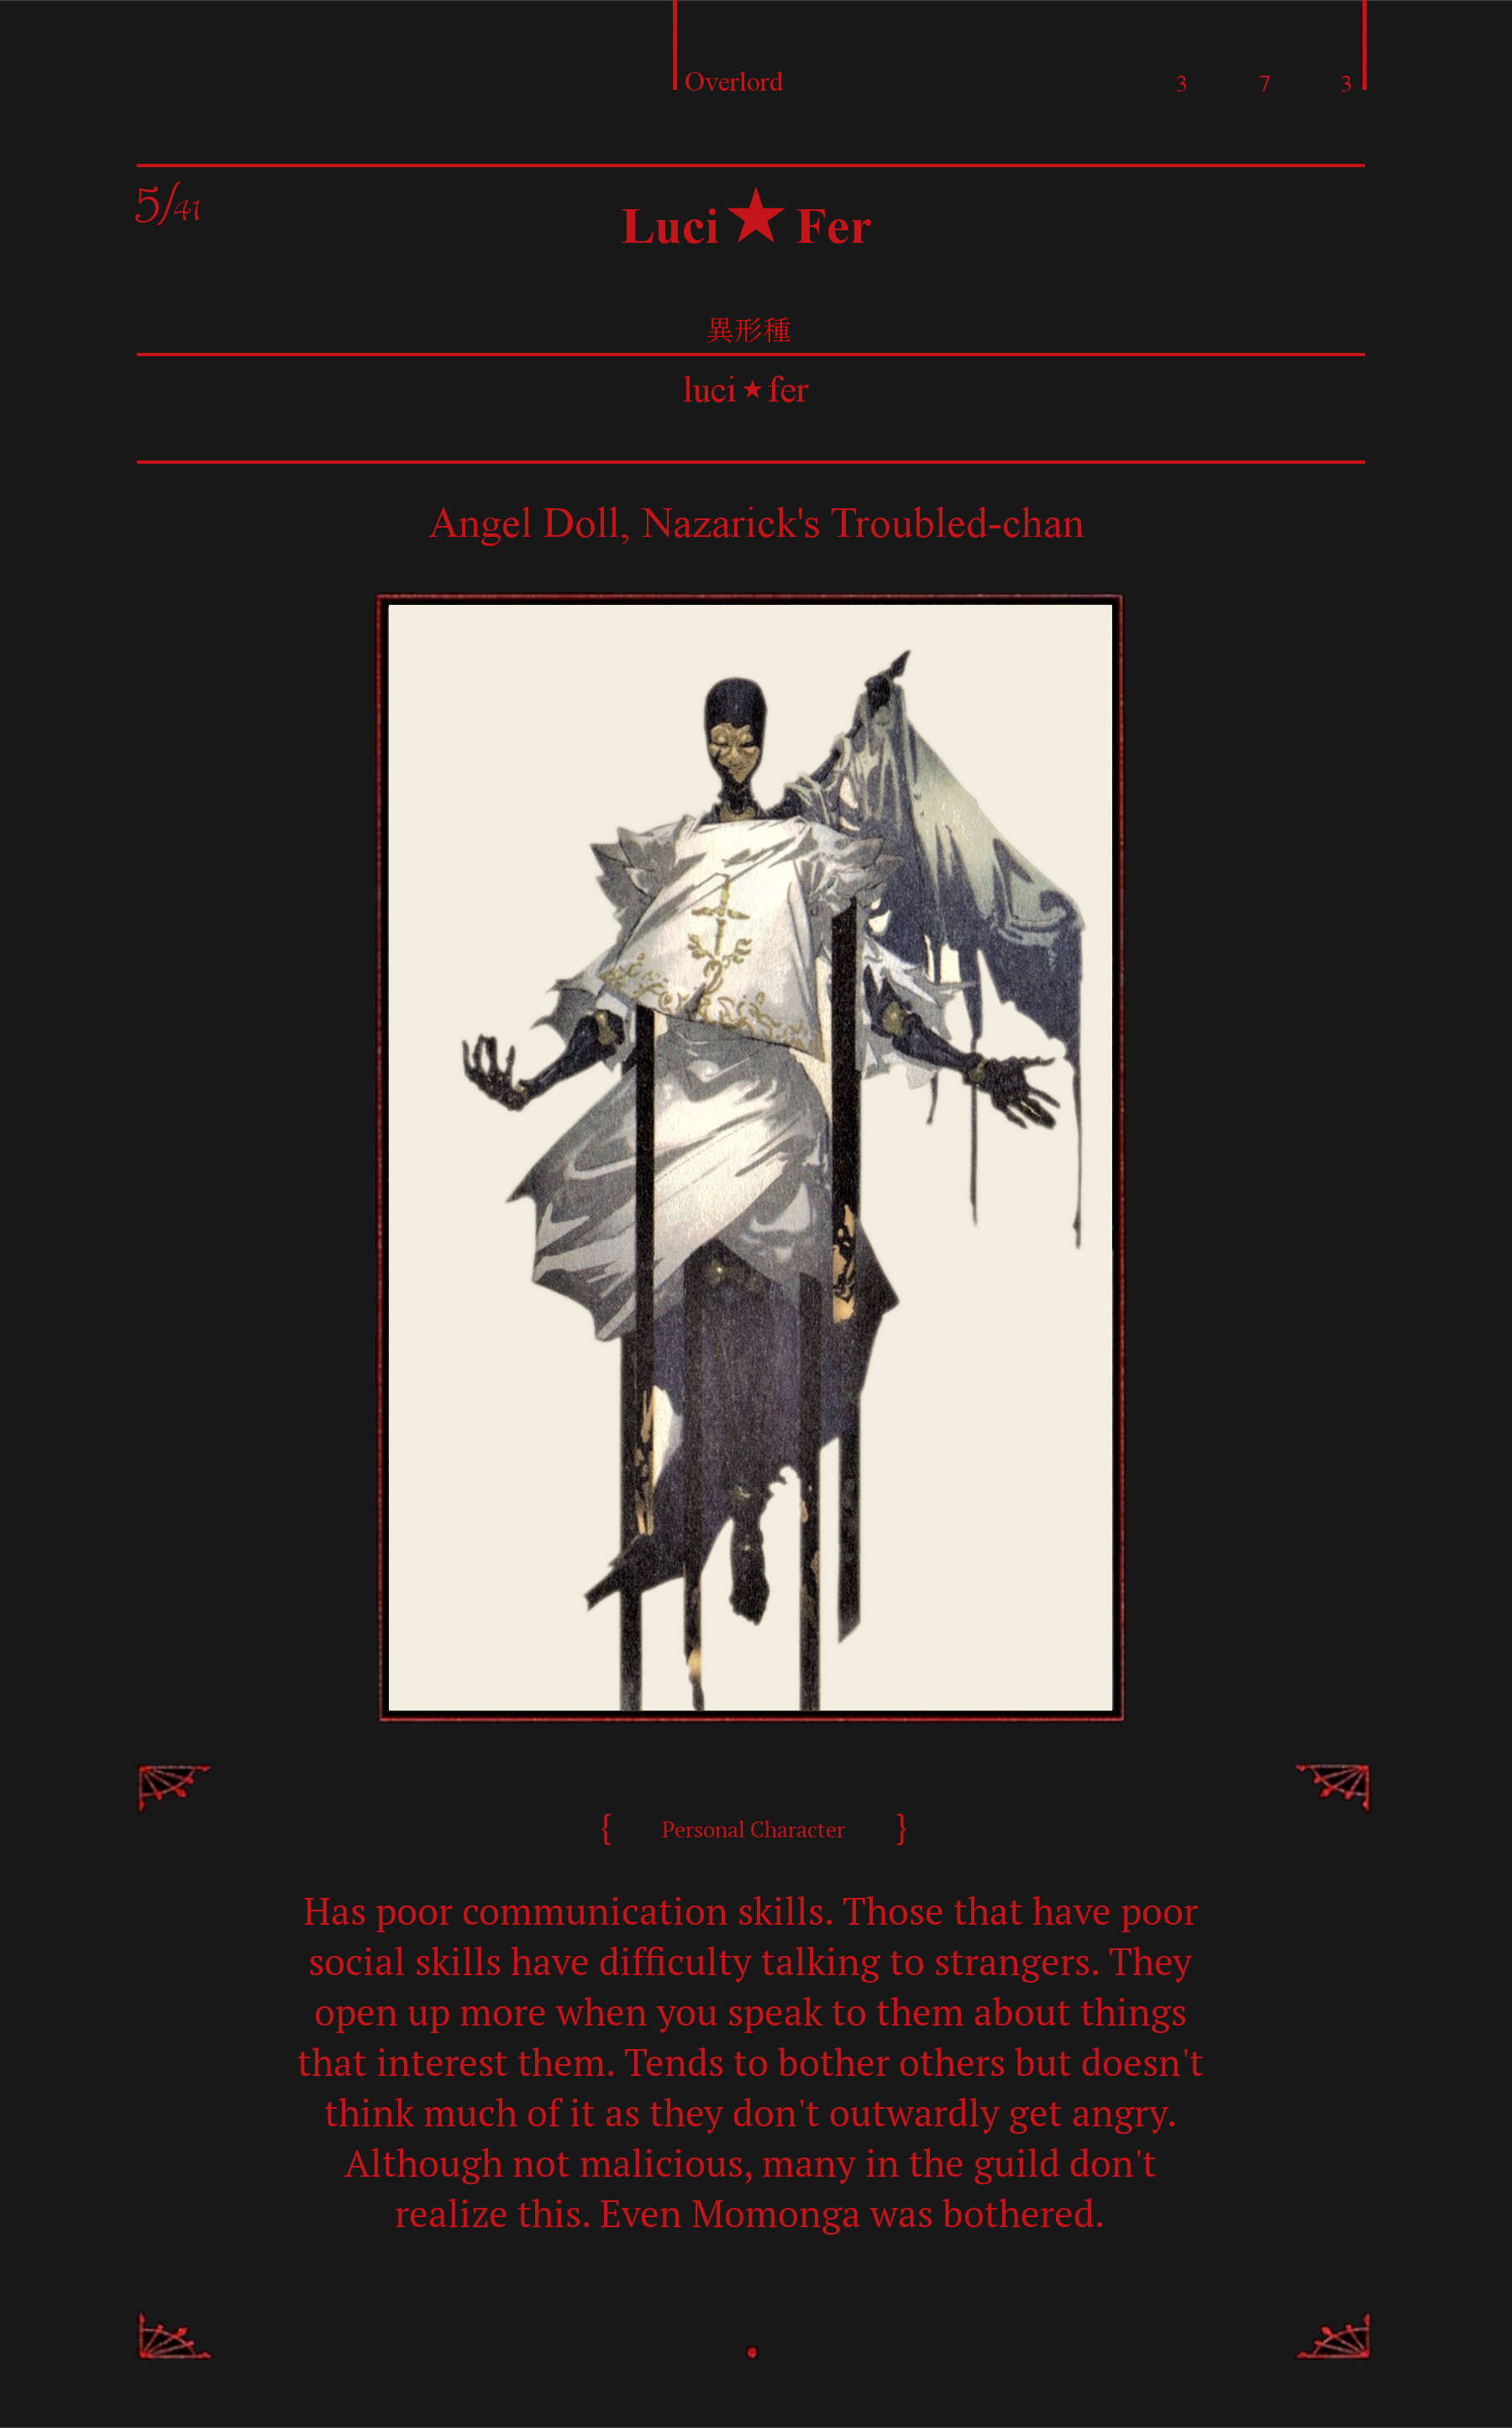 Overlord 3 7 3
5/41
Luci ★ Fer
異形種
luci ★ fer
Angel Doll, Nazarick's Troubled-chan
{ Personal Character }
Has poor communication skills. Those that have poor
social skills have difficulty talking to strangers. They
open up more when you speak to them about things
that interest them. Tends to bother others but doesn't
think much of it as they don't outwardly get angry.
Although not malicious, many in the guild don't
realize this. Even Momonga was bothered.